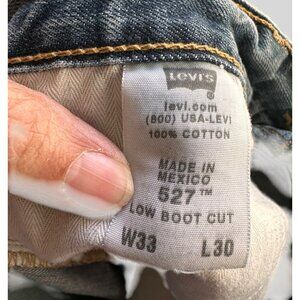 LEVI'S
levi.com
(800) USA-LEVI
100% COTTON
MADE IN
MEXICO
527™
LOW BOOT CUT
W33 L30